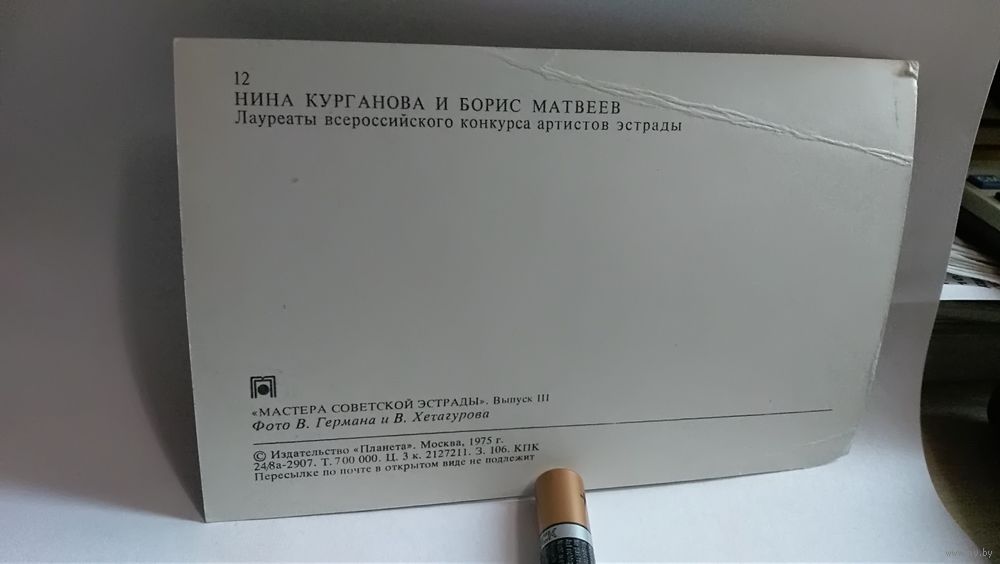 12
НИНА КУРГАНОВА И БОРИС МАТВЕЕВ
Лауреаты всероссийского конкурса артистов эстрады
«МАСТЕРА СОВЕТСКОЙ ЭСТРАДЫ». Выпуск III
Фото В. Германа и В. Хетагурова
© Издательство «Планета». Москва, 1975 г.
24/8а-2907. Т. 700 000. Ц. 3 к. 2127211. З. 106. КПК
Пересылке по почте в открытом виде не подлежит